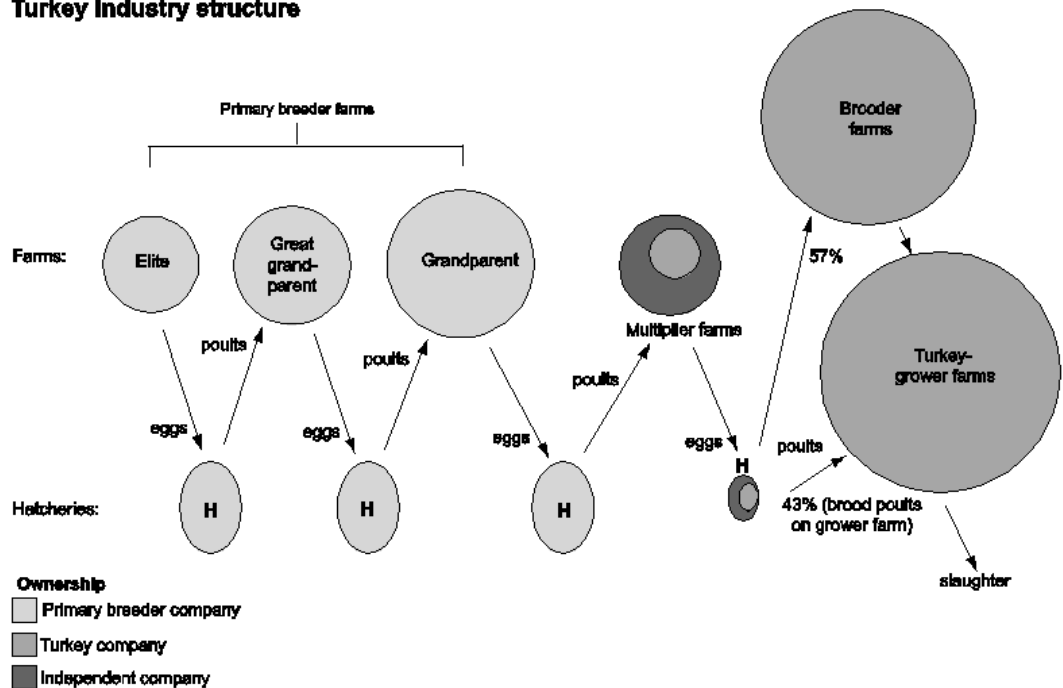 Turkey industry structure
Primary breeder farms
Brooder
farms
Farms:
Elite
Great
grand-
parent
Grandparent
57%
Multiplier farms
Turkey-
grower farms
poults
poults
poults
eggs
eggs
eggs
eggs
poults
H
Hatcheries:
H
H
H
43% (brood poults
on grower farm)
slaughter
Ownership
Primary breeder company
Turkey company
Independent company